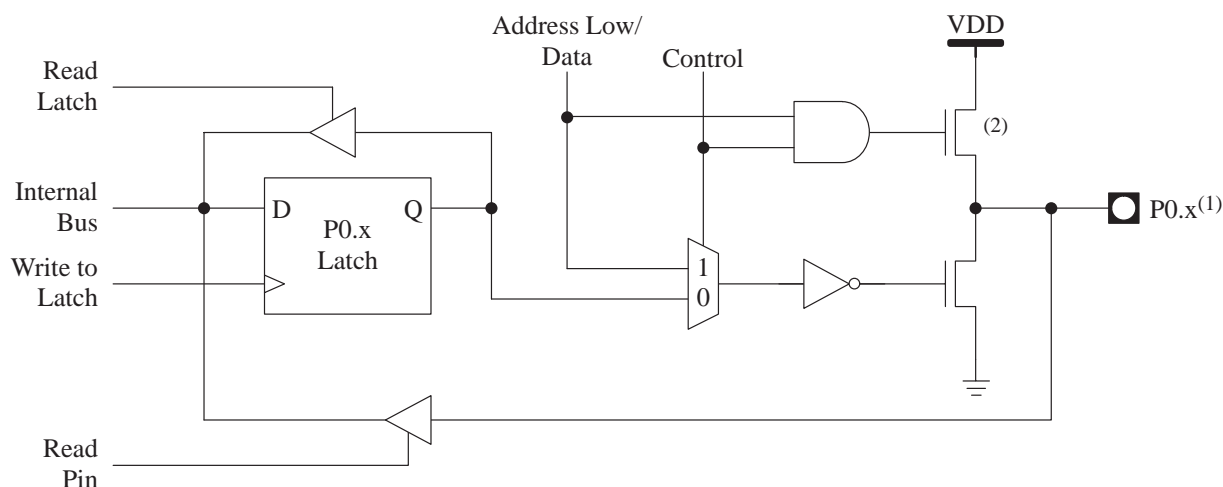 Address Low/
Data
Control
VDD
Read
Latch
(2)
Internal
Bus
D
Q
P0.x
Latch
P0.x(1)
Write to
Latch
1
0
Read
Pin